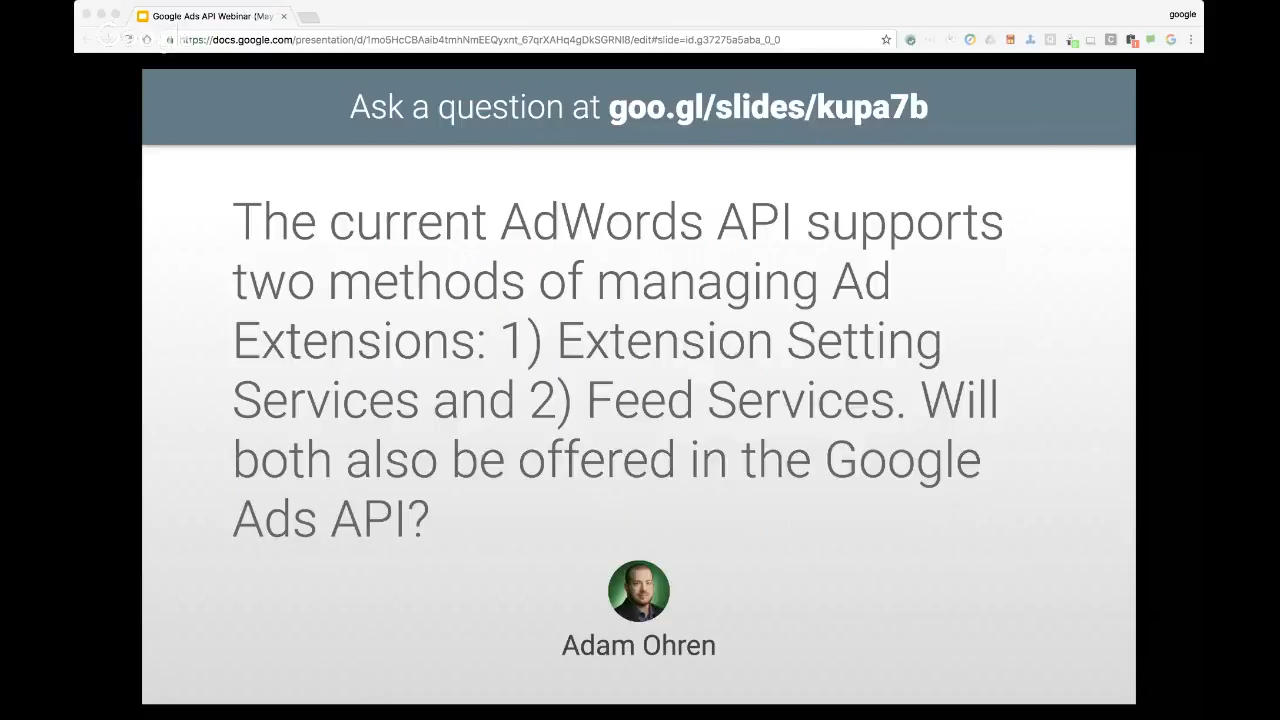 Google Ads API Webinar (May
google
https://docs.google.com/presentation/d/1mo5HcCBAaib4tmhNmEEQyxnt_67qrXAHq4gDkSGRNl8/edit#slide=id.g37275a5aba_0_0
Ask a question at goo.gl/slides/kupa7b
The current AdWords API supports
two methods of managing Ad
Extensions: 1) Extension Setting
Services and 2) Feed Services. Will
both also be offered in the Google
Ads API?
Adam Ohren